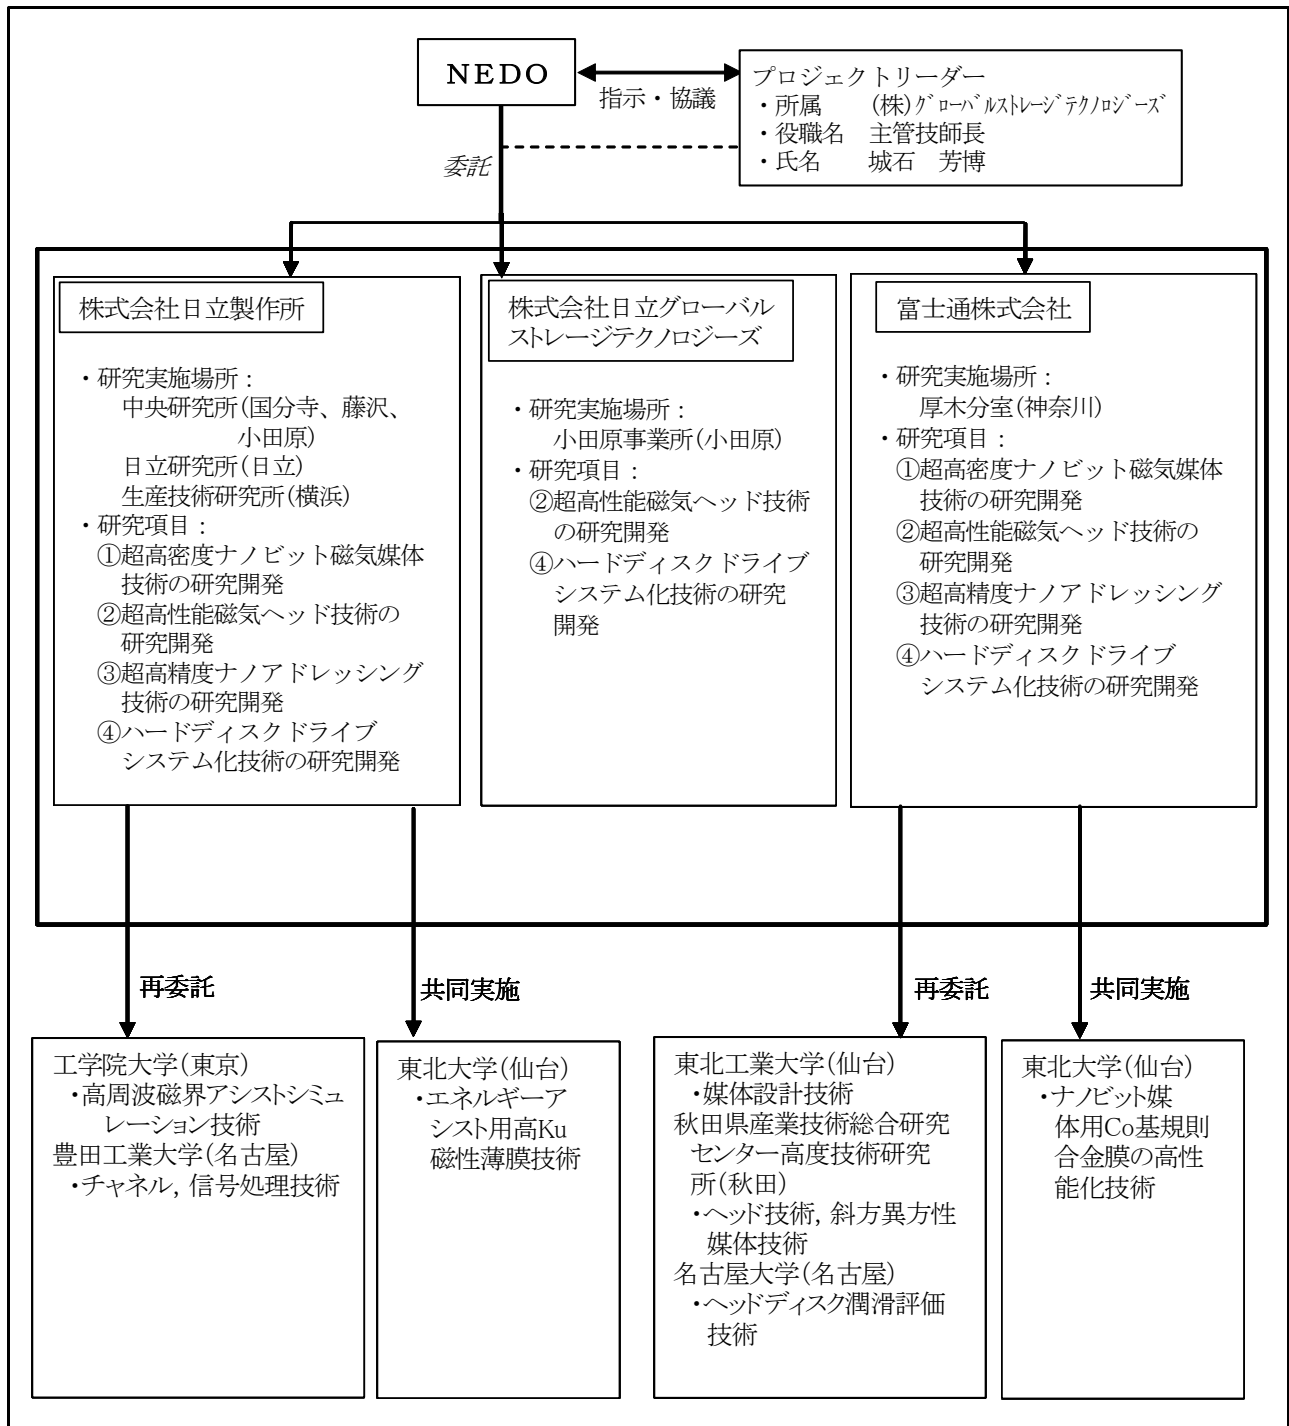 NEDO
指示・協議
プロジェクトリーダー
・所属　　(株)グローバルストレージテクノロジーズ
・役職名　主管技師長
・氏名　　城石　芳博
委託
株式会社日立製作所
・研究実施場所：
中央研究所(国分寺、藤沢、
小田原)
日立研究所(日立)
生産技術研究所(横浜)
・研究項目：
①超高密度ナノビット磁気媒体
技術の研究開発
②超高性能磁気ヘッド技術の
研究開発
③超高精度ナノアドレッシング
技術の研究開発
④ハードディスクドライブ
システム化技術の研究開発
株式会社日立グローバル
ストレージテクノロジーズ
・研究実施場所：
小田原事業所(小田原)
・研究項目：
②超高性能磁気ヘッド技術
の研究開発
④ハードディスクドライブ
システム化技術の研究
開発
富士通株式会社
・研究実施場所：
厚木分室(神奈川)
・研究項目：
①超高密度ナノビット磁気媒体
技術の研究開発
②超高性能磁気ヘッド技術の
研究開発
③超高精度ナノアドレッシング
技術の研究開発
④ハードディスクドライブ
システム化技術の研究開発
再委託
共同実施
再委託
共同実施
工学院大学(東京)
・高周波磁界アシストシミュ
レーション技術
豊田工業大学(名古屋)
・チャネル, 信号処理技術
東北大学(仙台)
・エネルギーア
シスト用高Ku
磁性薄膜技術
東北工業大学(仙台)
・媒体設計技術
秋田県産業技術総合研究
センター高度技術研究
所(秋田)
・ヘッド技術, 斜方異方性
媒体技術
名古屋大学(名古屋)
・ヘッドディスク潤滑評価
技術
東北大学(仙台)
・ナノビット媒
体用Co基規則
合金膜の高性
能化技術